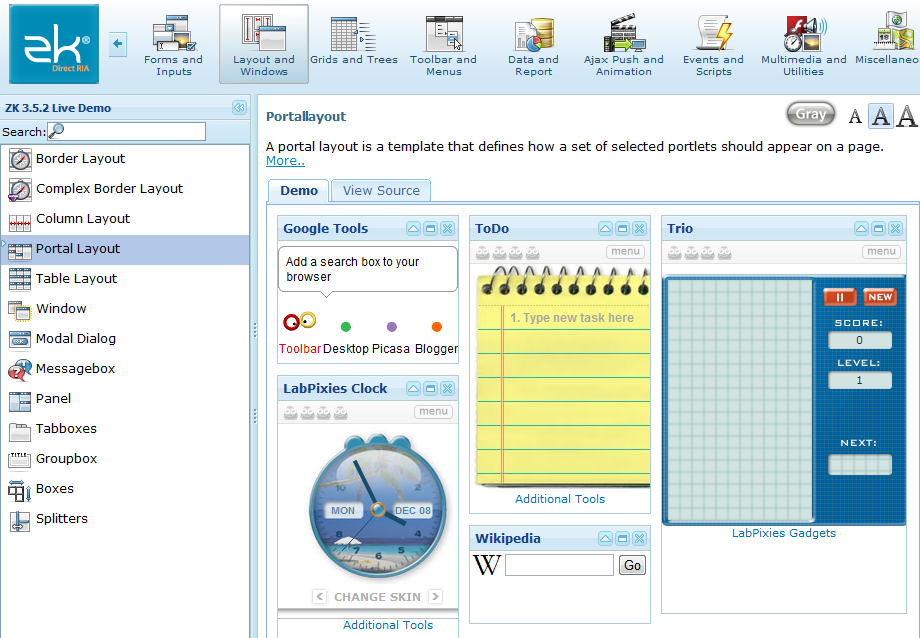 zk®
Direct RIA
Forms and
Inputs
Layout and
Windows
Grids and Trees
Toolbar and
Menus
Data and
Report
Ajax Push and
Animation
Events and
Scripts
Multimedia and
Utilities
Miscellaneo
ZK 3.5.2 Live Demo
Search:
Border Layout
Complex Border Layout
Column Layout
Portal Layout
Table Layout
Window
Modal Dialog
Messagebox
Panel
Tabboxes
Groupbox
Boxes
Splitters
Portallayout
Gray
A A A
A portal layout is a template that defines how a set of selected portlets should appear on a page.
More..
Demo
View Source
Google Tools
Add a search box to your
browser
Toolbar Desktop Picasa Blogger
LabPixies Clock
menu
10
2
MON
DEC 08
8
4
7
6
5
CHANGE SKIN
Additional Tools
ToDo
menu
1. Type new task here
Additional Tools
Wikipedia
W
Go
Trio
menu
NEW
SCORE:
0
LEVEL:
1
NEXT:
LabPixies Gadgets